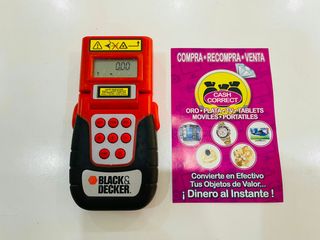 0.00
BLACK&
DECKER.
COMPRA • RECOMPRA • VENTA
CASH
CORRECT
ORO • PLATA • TV • TABLETS
MOVILES • PORTATILES
Convierte en Efectivo
Tus Objetos de Valor...
¡ Dinero al Instante !